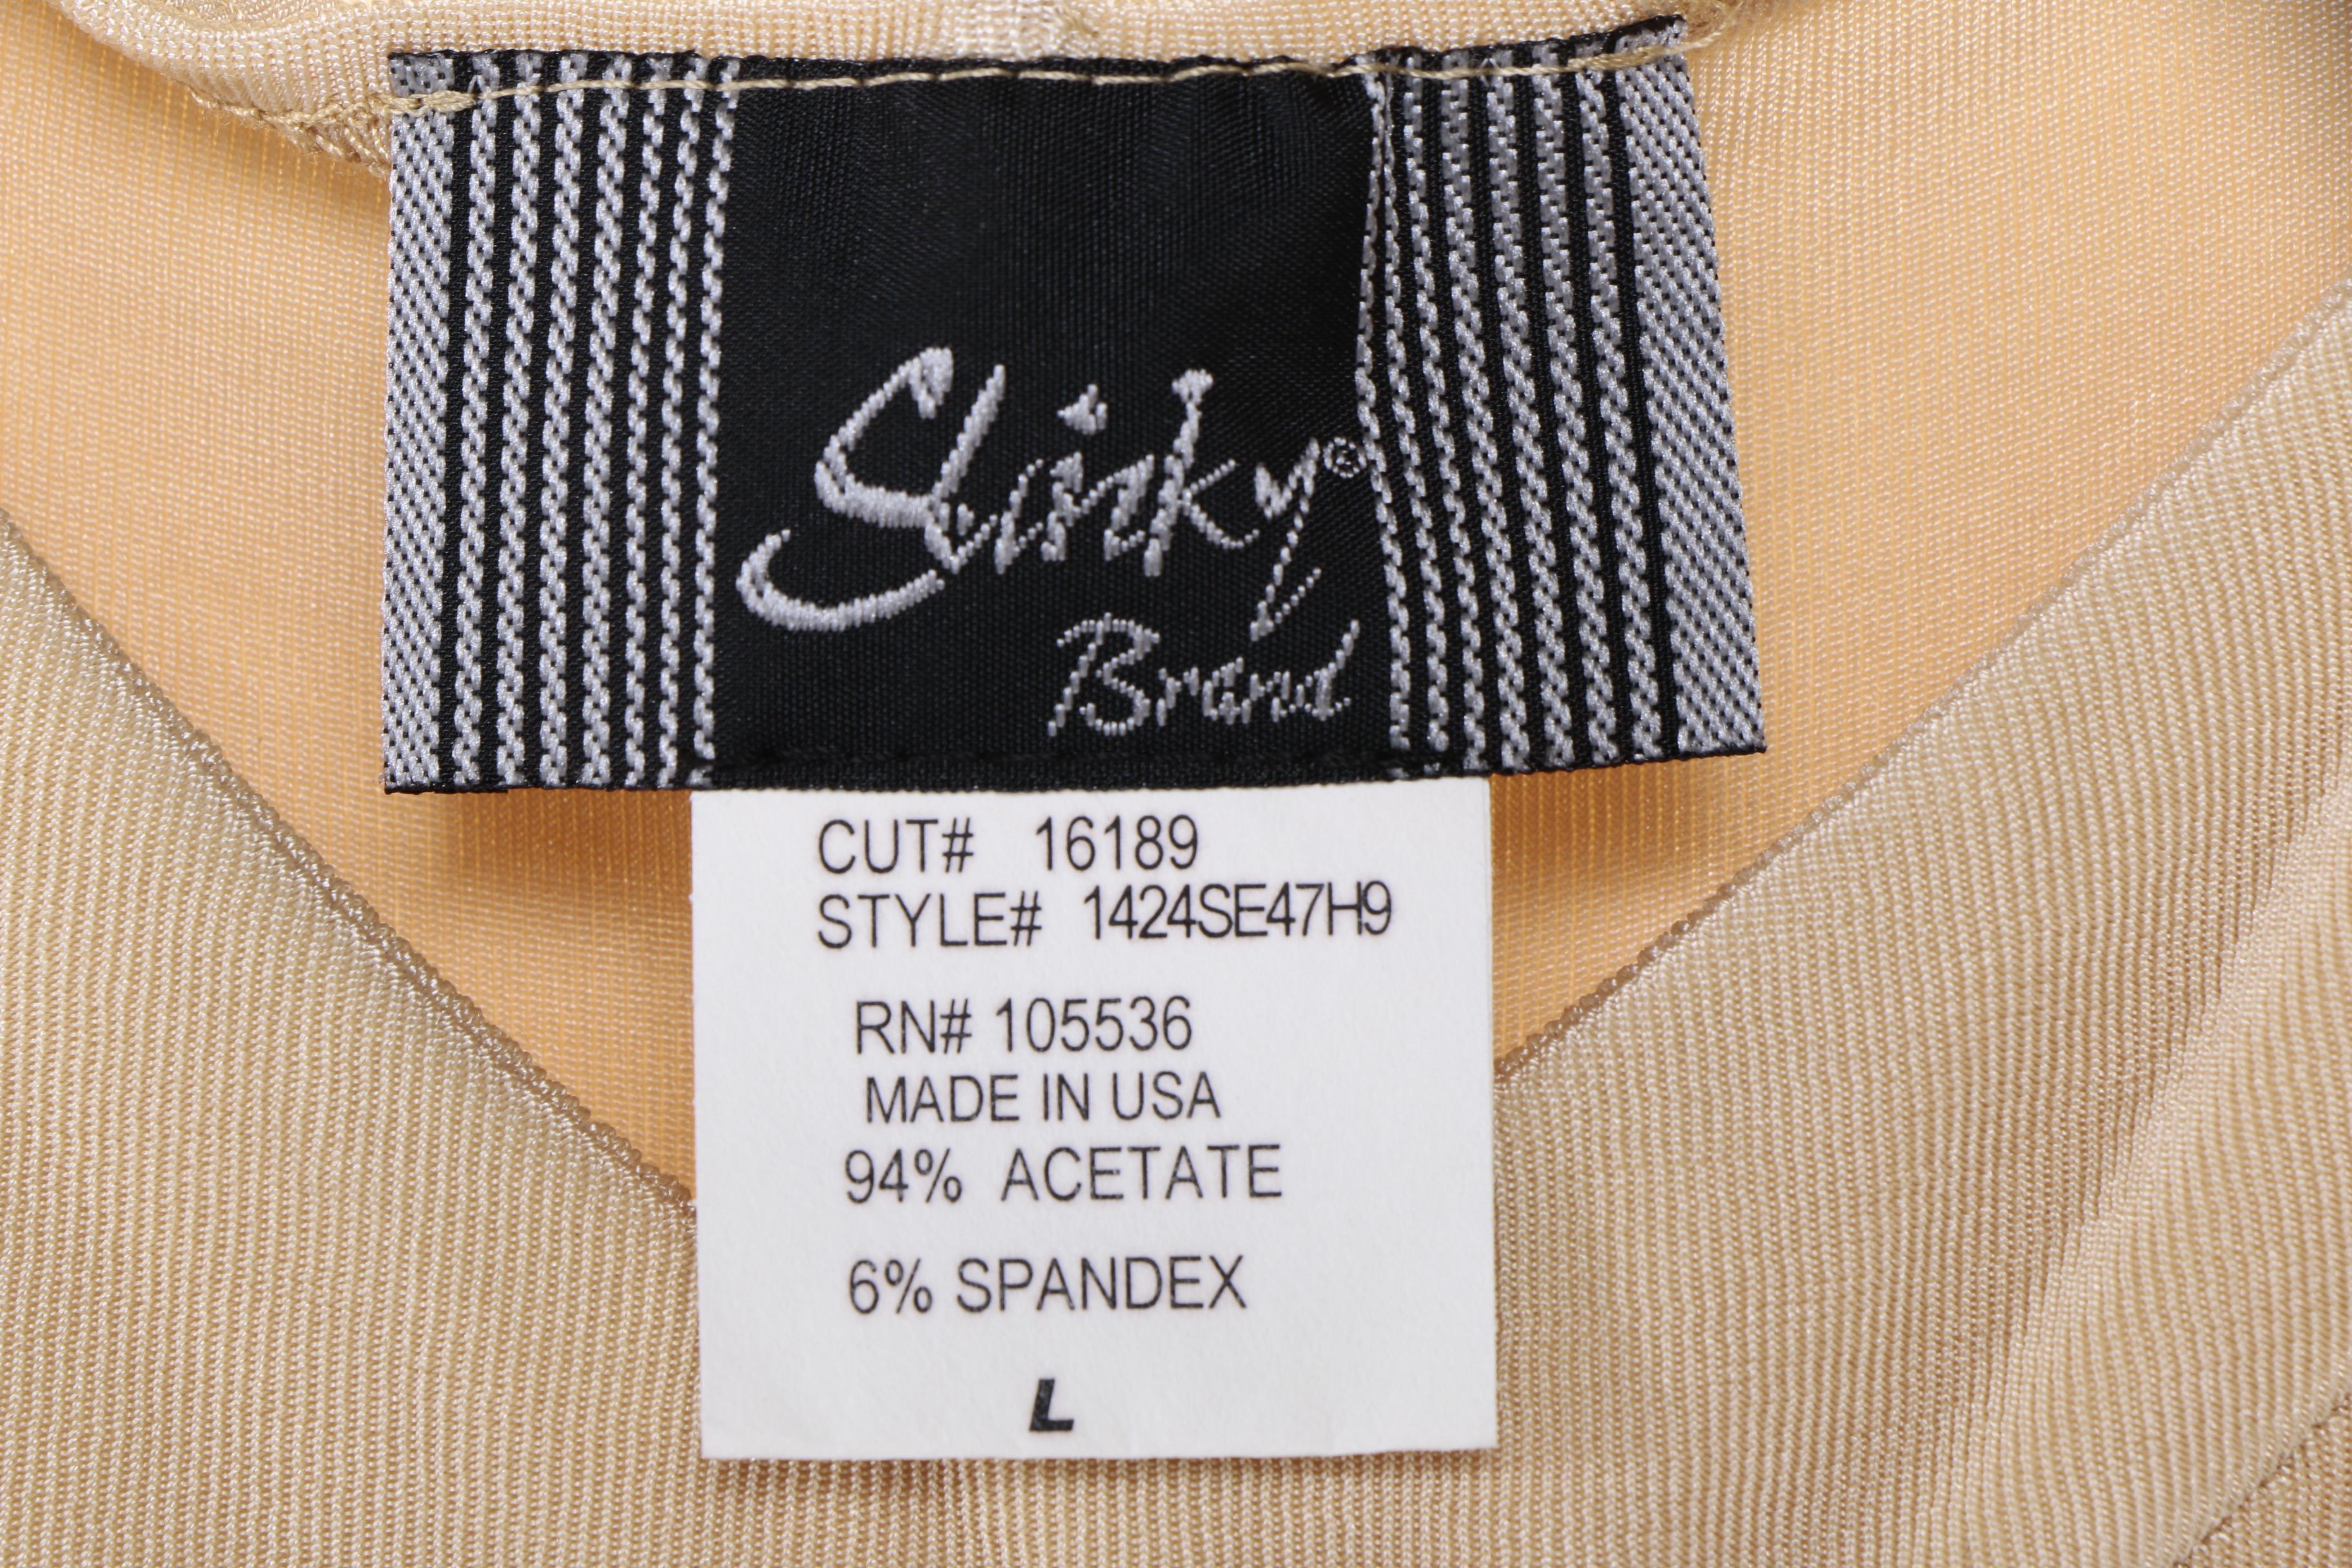 Slinky®
Brand
CUT# 16189
STYLE# 1424SE47H9
RN# 105536
MADE IN USA
94% ACETATE
6% SPANDEX
L